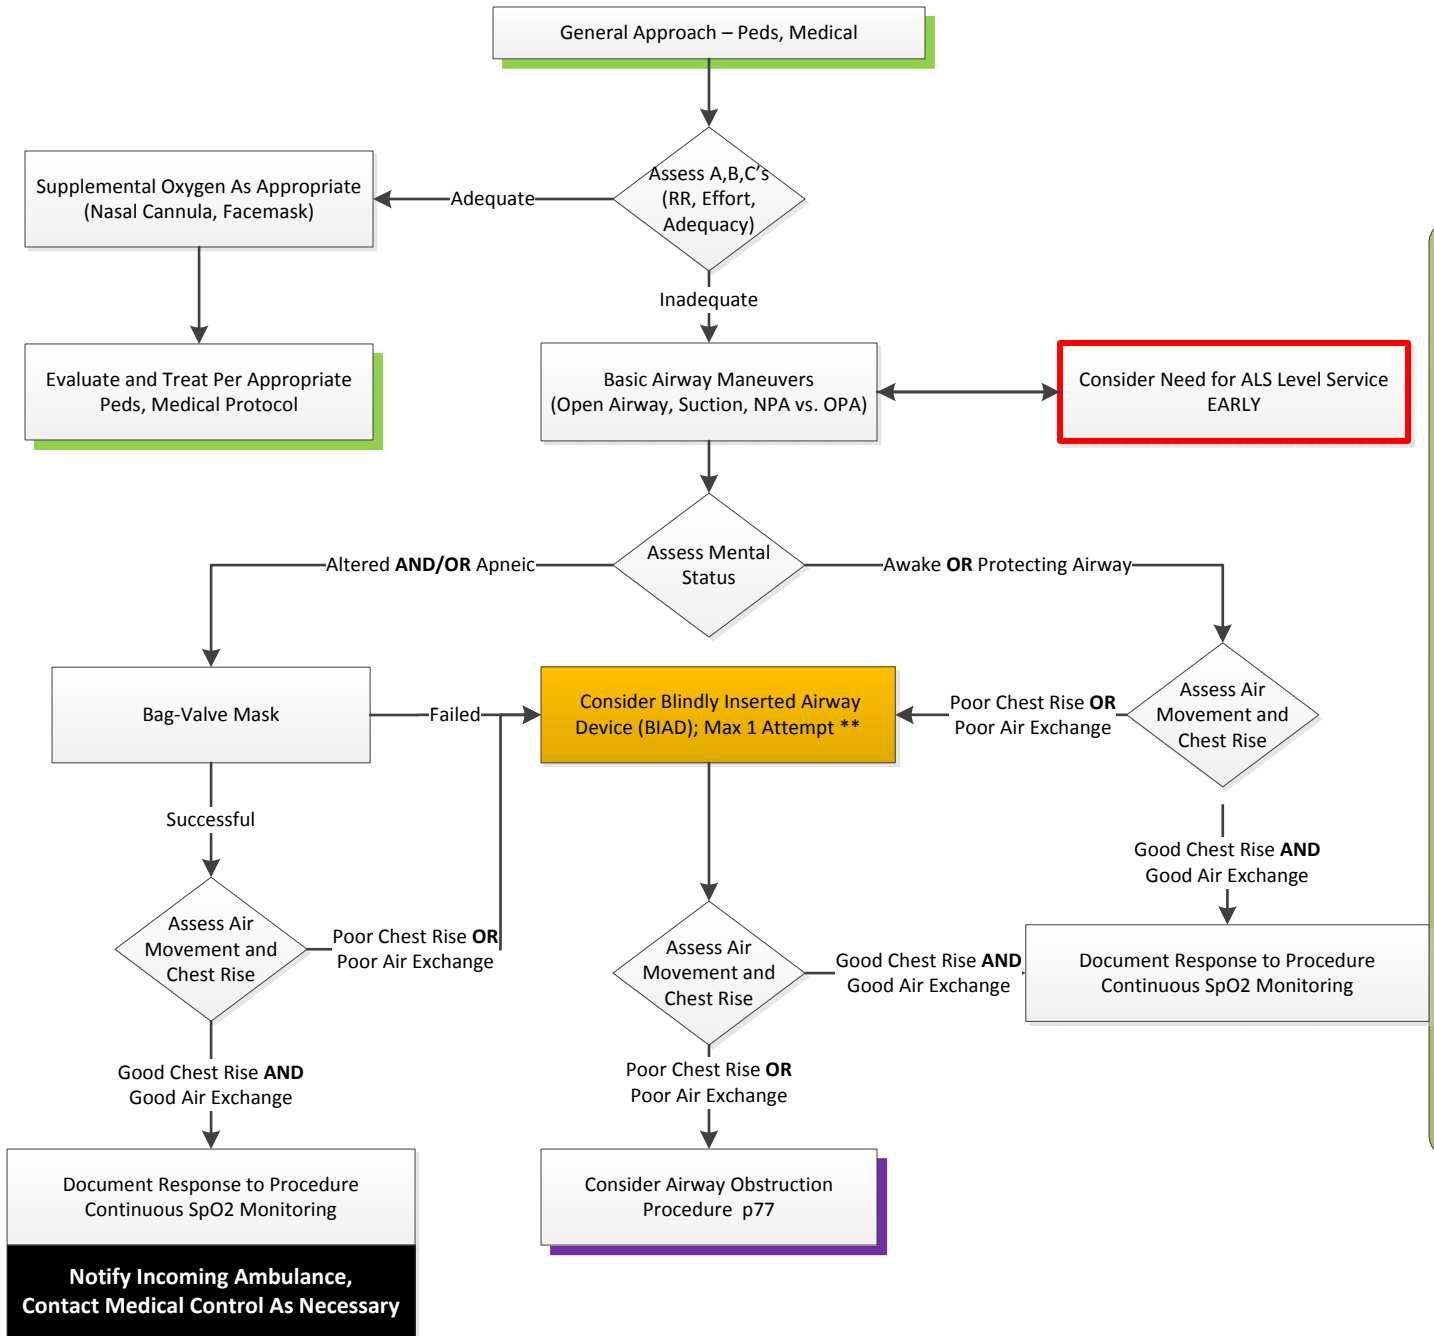 General Approach – Peds, Medical
Assess A,B,C's
(RR, Effort,
Adequacy)
Adequate
Supplemental Oxygen As Appropriate
(Nasal Cannula, Facemask)
Evaluate and Treat Per Appropriate
Peds, Medical Protocol
Inadequate
Basic Airway Maneuvers
(Open Airway, Suction, NPA vs. OPA)
Consider Need for ALS Level Service
EARLY
Assess Mental
Status
Altered AND/OR Apneic
Awake OR Protecting Airway
Bag-Valve Mask
Failed
Consider Blindly Inserted Airway
Device (BIAD); Max 1 Attempt **
Poor Chest Rise OR
Poor Air Exchange
Assess Air
Movement and
Chest Rise
Successful
Good Chest Rise AND
Good Air Exchange
Assess Air
Movement and
Chest Rise
Poor Chest Rise OR
Poor Air Exchange
Assess Air
Movement and
Chest Rise
Good Chest Rise AND
Good Air Exchange
Document Response to Procedure
Continuous SpO2 Monitoring
Good Chest Rise AND
Good Air Exchange
Poor Chest Rise OR
Poor Air Exchange
Document Response to Procedure
Continuous SpO2 Monitoring
Consider Airway Obstruction
Procedure p77
Notify Incoming Ambulance,
Contact Medical Control As Necessary